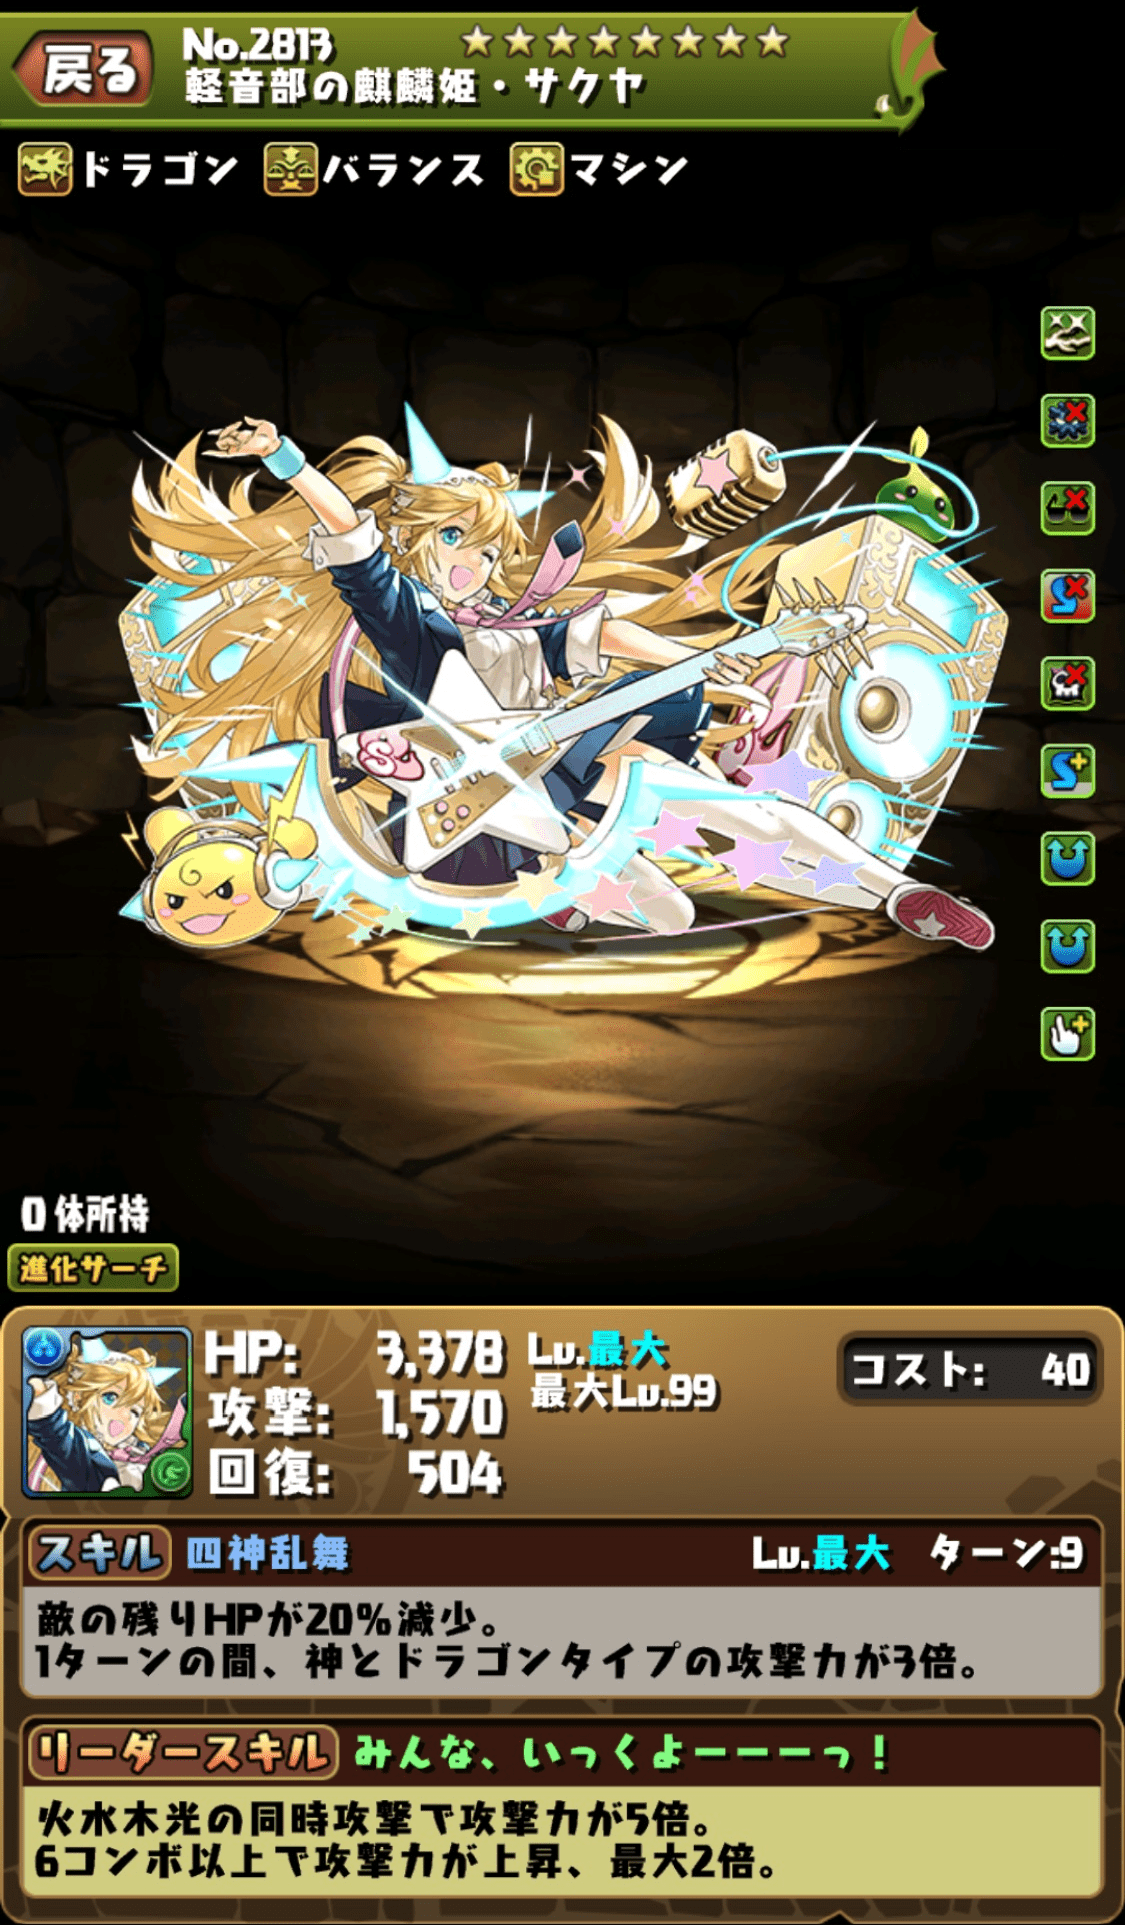 戻る
No.2813
軽音部の麒麟姫・サクヤ
ドラゴン バランス マシン
0体所持
進化サーチ
HP: 3,378 Lv.最大
最大Lv.99
コスト: 40
攻撃: 1,570
回復: 504
スキル 四神乱舞 Lv.最大 ターン:9
敵の残りHPが20%減少。
1ターンの間、神とドラゴンタイプの攻撃力が3倍。
リーダースキル みんな、いっくよーーーっ!
火水木光の同時攻撃で攻撃力が5倍。
6コンボ以上で攻撃力が上昇、最大2倍。